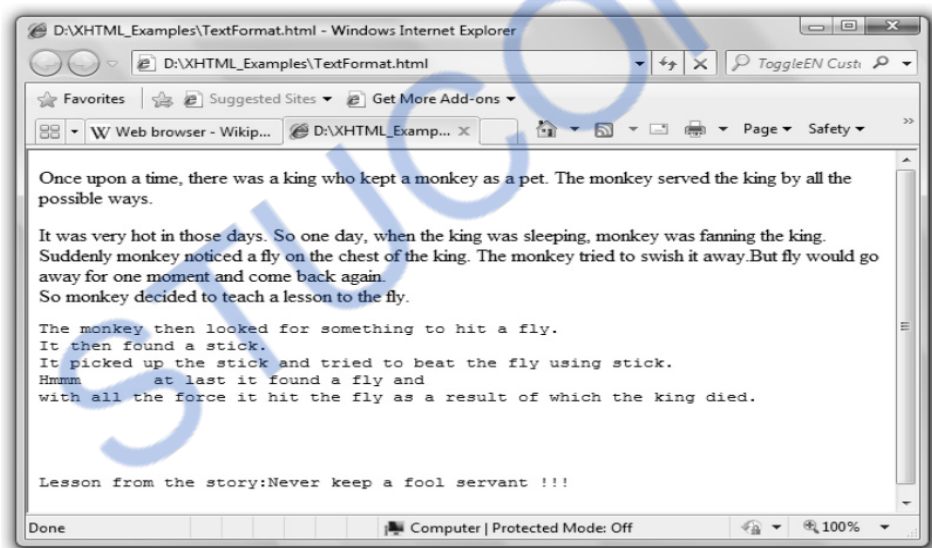 D:\XHTML_Examples\TextFormat.html - Windows Internet Explorer
D:\XHTML_Examples\TextFormat.html
ToggleEN Custi
Favorites Suggested Sites Get More Add-ons
W Web browser - Wikip... D:\XHTML_Examp... Page Safety
Once upon a time, there was a king who kept a monkey as a pet. The monkey served the king by all the
possible ways.
It was very hot in those days. So one day, when the king was sleeping, monkey was fanning the king.
Suddenly monkey noticed a fly on the chest of the king. The monkey tried to swish it away.But fly would go
away for one moment and come back again.
So monkey decided to teach a lesson to the fly.
The monkey then looked for something to hit a fly.
It then found a stick.
It picked up the stick and tried to beat the fly using stick.
Hmmm at last it found a fly and
with all the force it hit the fly as a result of which the king died.
Lesson from the story:Never keep a fool servant !!!
Done Computer | Protected Mode: Off 100%
STUCO